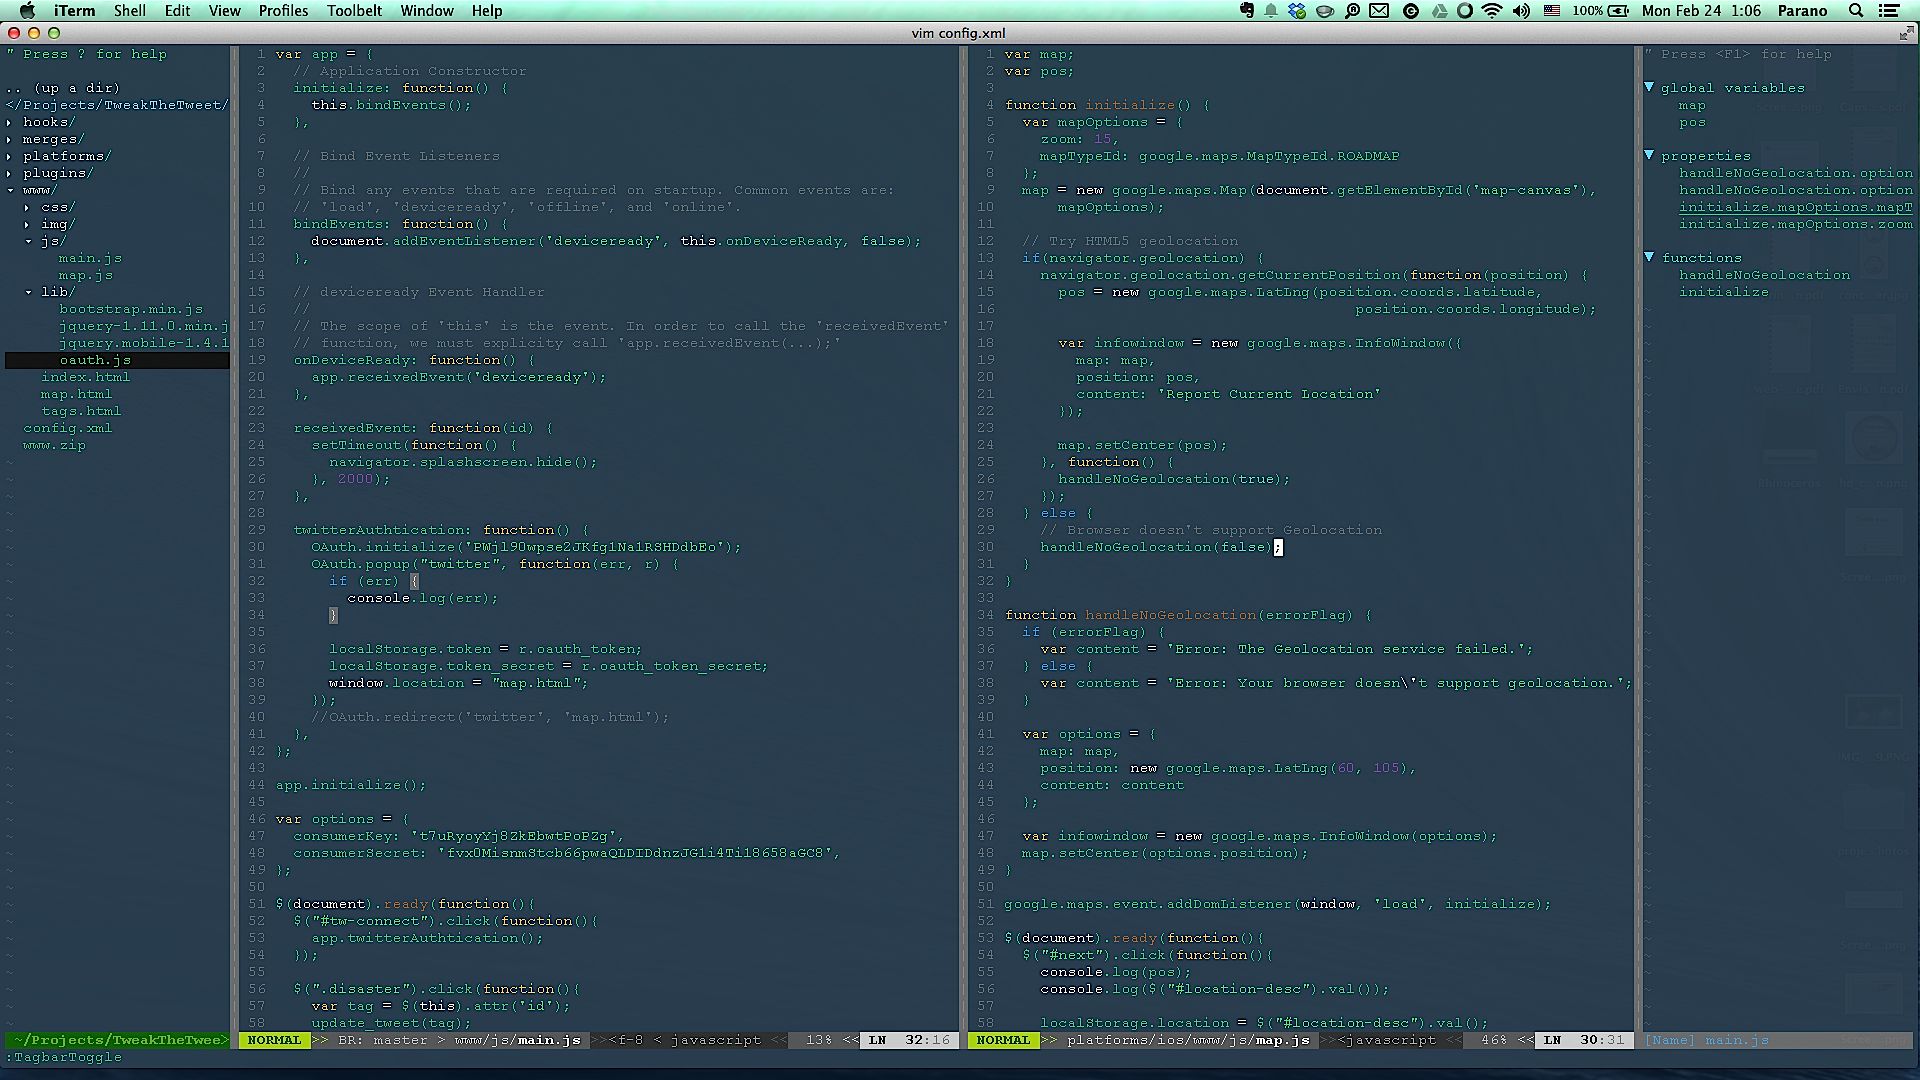 iTerm Shell Edit View Profiles Toolbelt Window Help 100% Mon Feb 24 1:06 Parano
vim config.xml
" Press ? for help
.. (up a dir)
</Projects/TweakTheTweet/
hooks/
merges/
platforms/
plugins/
www/
css/
img/
js/
main.js
map.js
lib/
bootstrap.min.js
jquery-1.11.0.min.j
jquery.mobile-1.4.1
oauth.js
index.html
map.html
tags.html
config.xml
www.zip
~/Projects/TweakTheTwee>
:TagbarToggle
1 var app = {
2 // Application Constructor
3 initialize: function() {
4 this.bindEvents();
5 },
6
7 // Bind Event Listeners
8 //
9 // Bind any events that are required on startup. Common events are:
10 // 'load', 'deviceready', 'offline', and 'online'.
11 bindEvents: function() {
12 document.addEventListener('deviceready', this.onDeviceReady, false);
13 },
14
15 // deviceready Event Handler
16 //
17 // The scope of 'this' is the event. In order to call the 'receivedEvent'
18 // function, we must explicity call 'app.receivedEvent(...);'
19 onDeviceReady: function() {
20 app.receivedEvent('deviceready');
21 },
22
23 receivedEvent: function(id) {
24 setTimeout(function() {
25 navigator.splashscreen.hide();
26 }, 2000);
27 },
28
29 twitterAuthtication: function() {
30 OAuth.initialize('PWjl90wpse2JKfg1Na1RSHDdbEo');
31 OAuth.popup("twitter", function(err, r) {
32 if (err) {
33 console.log(err);
34 }
35
36 localStorage.token = r.oauth_token;
37 localStorage.token_secret = r.oauth_token_secret;
38 window.location = "map.html";
39 });
40 //OAuth.redirect('twitter', 'map.html');
41 },
42 };
43
44 app.initialize();
45
46 var options = {
47 consumerKey: 't7uRyoyYj8ZkEbwtPoPZg',
48 consumerSecret: 'fvx0MisnmStcb66pwaQLDIDdnzJG1i4Ti18658aGC8',
49 };
50
51 $(document).ready(function(){
52 $("#tw-connect").click(function(){
53 app.twitterAuthtication();
54 });
55
56 $(".disaster").click(function(){
57 var tag = $(this).attr('id');
58 update_tweet(tag);
NORMAL >> BR: master > www/js/main.js >><f-8 < javascript << 13% << LN 32:16
1 var map;
2 var pos;
3
4 function initialize() {
5 var mapOptions = {
6 zoom: 15,
7 mapTypeId: google.maps.MapTypeId.ROADMAP
8 };
9 map = new google.maps.Map(document.getElementById('map-canvas'),
10 mapOptions);
11
12 // Try HTML5 geolocation
13 if(navigator.geolocation) {
14 navigator.geolocation.getCurrentPosition(function(position) {
15 pos = new google.maps.LatLng(position.coords.latitude,
16 position.coords.longitude);
17
18 var infowindow = new google.maps.InfoWindow({
19 map: map,
20 position: pos,
21 content: 'Report Current Location'
22 });
23
24 map.setCenter(pos);
25 }, function() {
26 handleNoGeolocation(true);
27 });
28 } else {
29 // Browser doesn't support Geolocation
30 handleNoGeolocation(false);
31 }
32 }
33
34 function handleNoGeolocation(errorFlag) {
35 if (errorFlag) {
36 var content = 'Error: The Geolocation service failed.';
37 } else {
38 var content = 'Error: Your browser doesn\'t support geolocation.';
39 }
40
41 var options = {
42 map: map,
43 position: new google.maps.LatLng(60, 105),
44 content: content
45 };
46
47 var infowindow = new google.maps.InfoWindow(options);
48 map.setCenter(options.position);
49 }
50
51 google.maps.event.addDomListener(window, 'load', initialize);
52
53 $(document).ready(function(){
54 $("#next").click(function(){
55 console.log(pos);
56 console.log($("#location-desc").val());
57
58 localStorage.location = $("#location-desc").val();
NORMAL >> platforms/ios/www/js/map.js >><javascript << 46% << LN 30:31
" Press <F1> for help
▼ global variables
map
pos
▼ properties
handleNoGeolocation.option
handleNoGeolocation.option
initialize.mapOptions.mapT
initialize.mapOptions.zoom
▼ functions
handleNoGeolocation
initialize
[Name] main.js